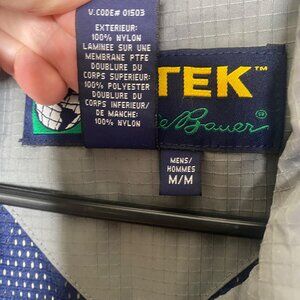 V.CODE# 01503
EXTERIEUR:
100% NYLON
LAMINEE SUR UNE
MEMBRANE PTFE
DOUBLURE DU
CORPS SUPERIEUR:
100% POLYESTER
DOUBLURE DU
CORPS INFERIEUR/
DE MANCHE:
100% NYLON
TEK™
Bauer®
MENS/
HOMMES
M/M